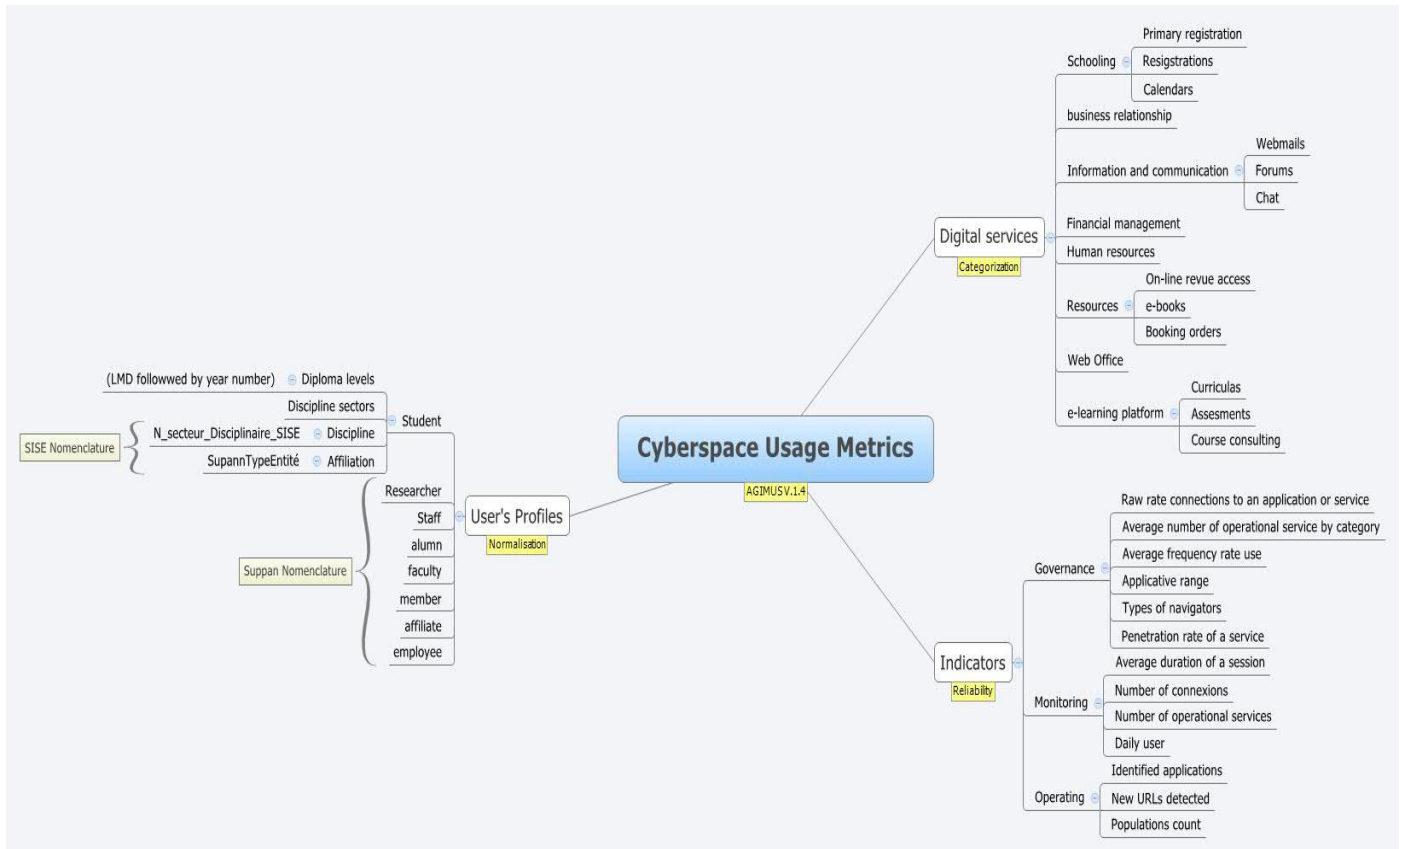 Cyberspace Usage Metrics
AGIMUS V.1.4
Digital services
Categorization
Schooling
Primary registration
Resigstrations
Calendars
business relationship
Information and communication
Webmails
Forums
Chat
Financial management
Human resources
Resources
On-line revue access
e-books
Booking orders
Web Office
e-learning platform
Curriculas
Assesments
Course consulting
Indicators
Reliability
Governance
Raw rate connections to an application or service
Average number of operational service by category
Average frequency rate use
Applicative range
Types of navigators
Penetration rate of a service
Monitoring
Average duration of a session
Number of connexions
Number of operational services
Daily user
Operating
Identified applications
New URLs detected
Populations count
User's Profiles
Normalisation
Student
Diploma levels
(LMD followwed by year number)
Discipline sectors
Discipline
N_secteur_Disciplinaire_SISE
Affiliation
SupannTypeEntité
SISE Nomenclature
Researcher
Staff
alumn
faculty
member
affiliate
employee
Suppan Nomenclature